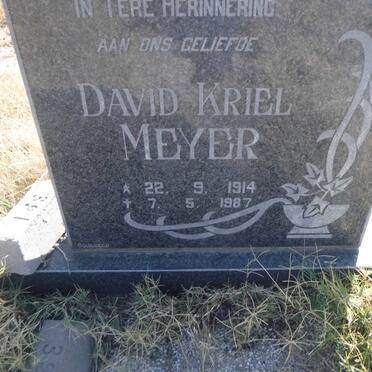 IN TERE HERINNERING
AAN ONS GELIEFDE
DAVID KRIEL
MEYER
* 22. 9. 1914
† 7. 5. 1987